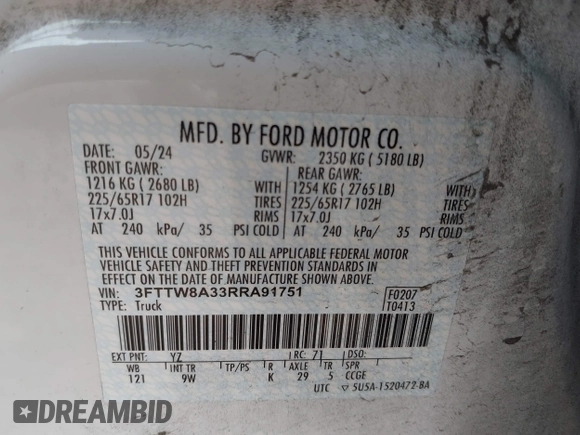 MFD. BY FORD MOTOR CO.
DATE: 05/24 GVWR: 2350 KG ( 5180 LB)
FRONT GAWR: REAR GAWR:
1216 KG ( 2680 LB) WITH 1254 KG ( 2765 LB) WITH
225/65R17 102H TIRES 225/65R17 102H TIRES
17x7.0J RIMS 17x7.0J RIMS
AT 240 kPa/ 35 PSI COLD AT 240 kPa/ 35 PSI COLD
THIS VEHICLE CONFORMS TO ALL APPLICABLE FEDERAL MOTOR
VEHICLE SAFETY AND THEFT PREVENTION STANDARDS IN
EFFECT ON THE DATE OF MANUFACTURE SHOWN ABOVE.
VIN: 3FTTW8A33RRA91751 F0207
TYPE: Truck T0413
EXT PNT: YZ RC: 71 DSO:
WB INT TR TP/PS R AXLE TR SPR
121 9W K 29 5 CCGE
UTC ▽ 5U5A-1520472-BA
DREAMBID